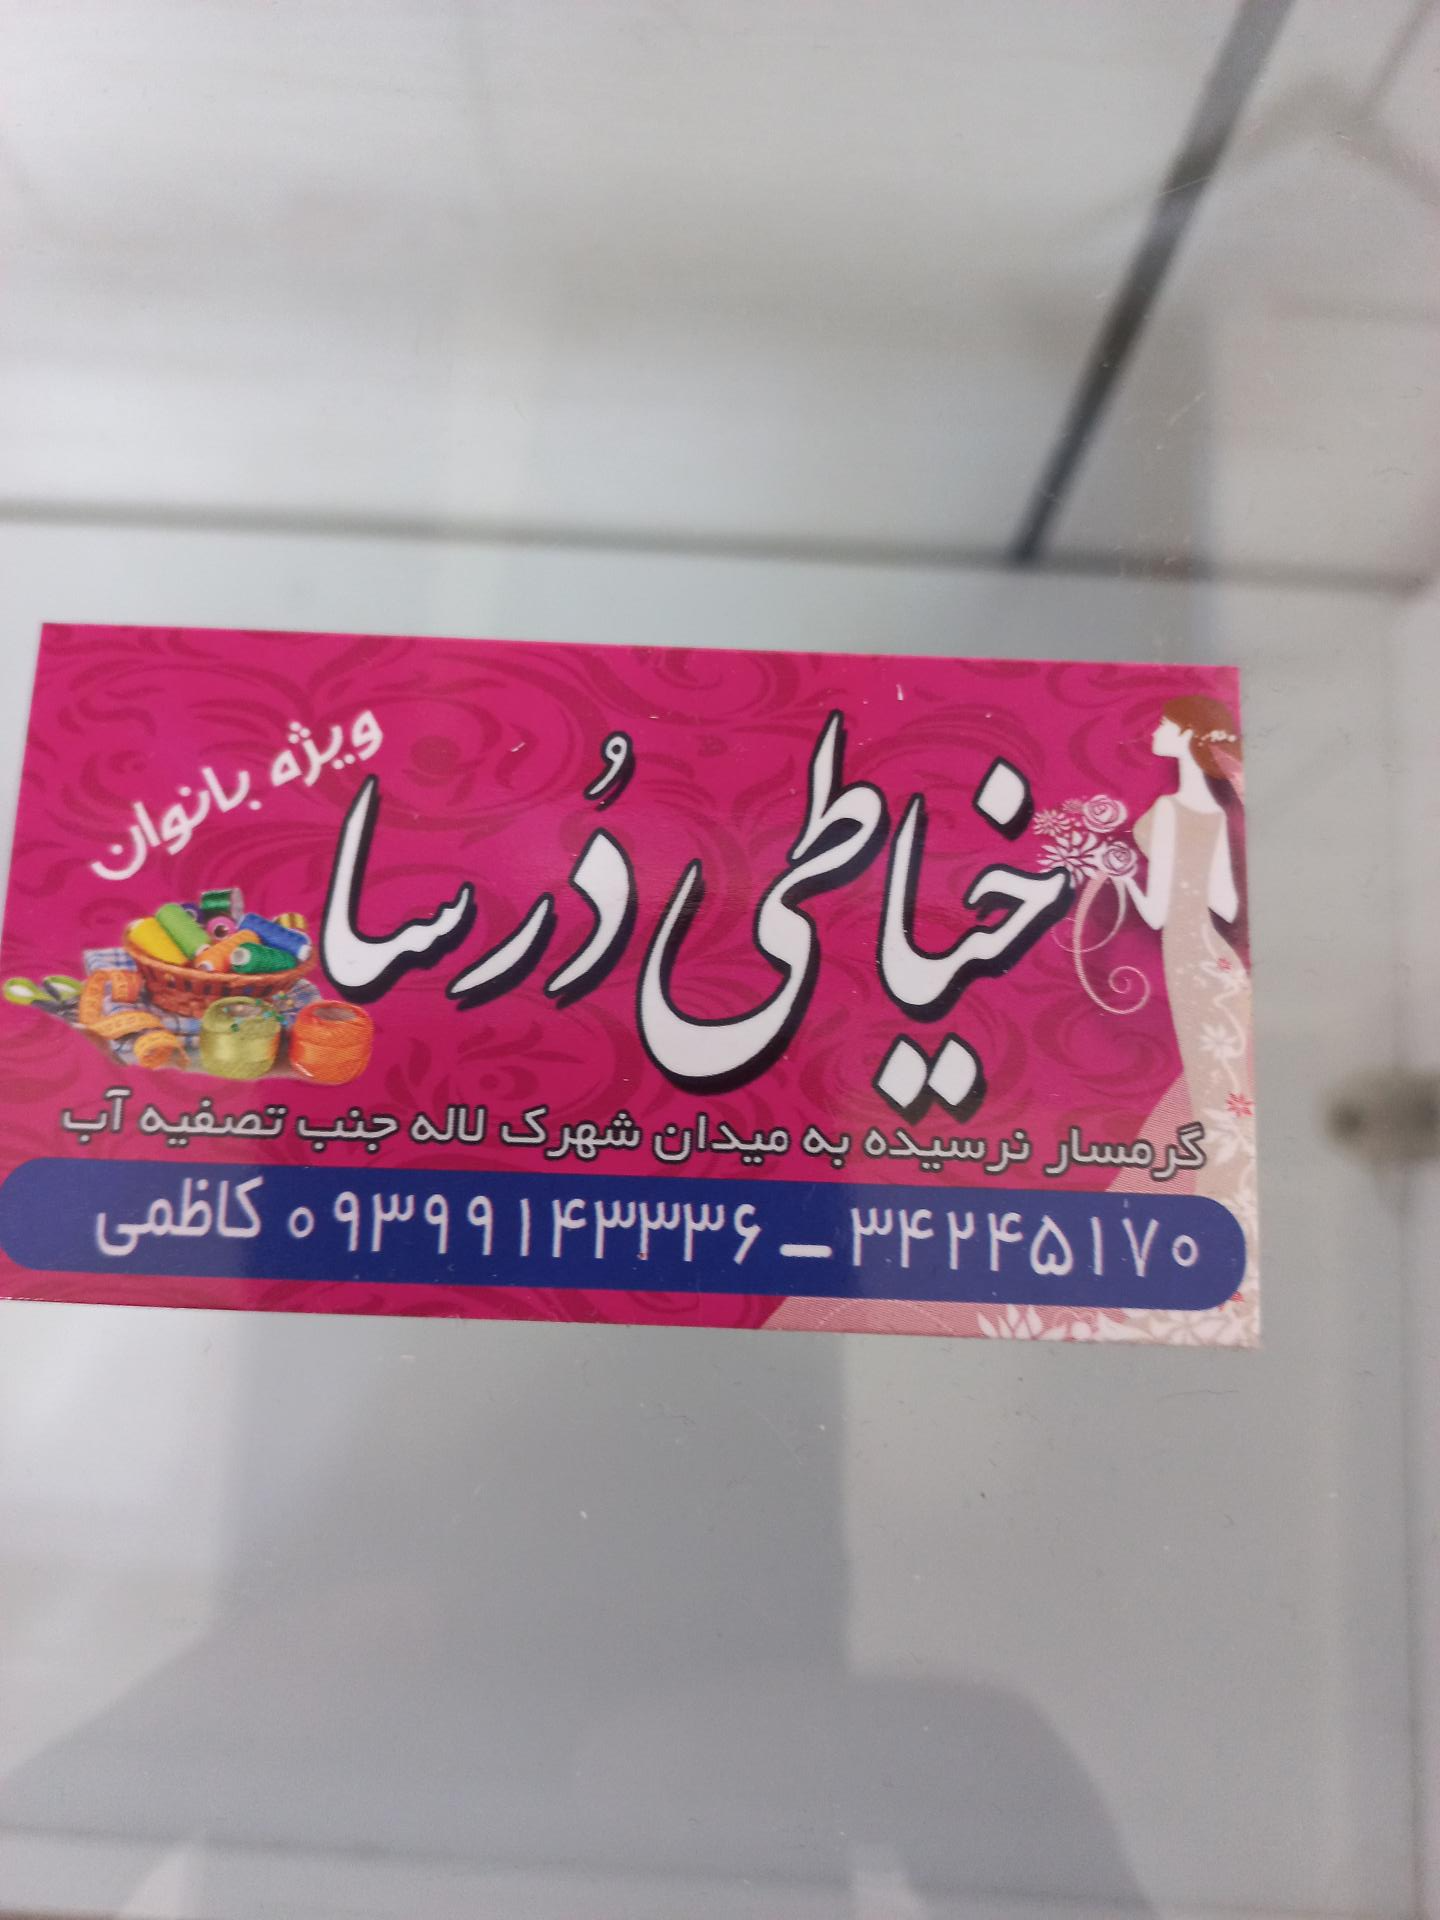 ویژه بانوان
خیاطی دُرسا
گرمسار نرسیده به میدان شهرک لاله جنب تصفیه آب
۳۴۲۴۵۱۷۰ - ۰۹۳۹۹۱۴۳۳۳۶ کاظمی